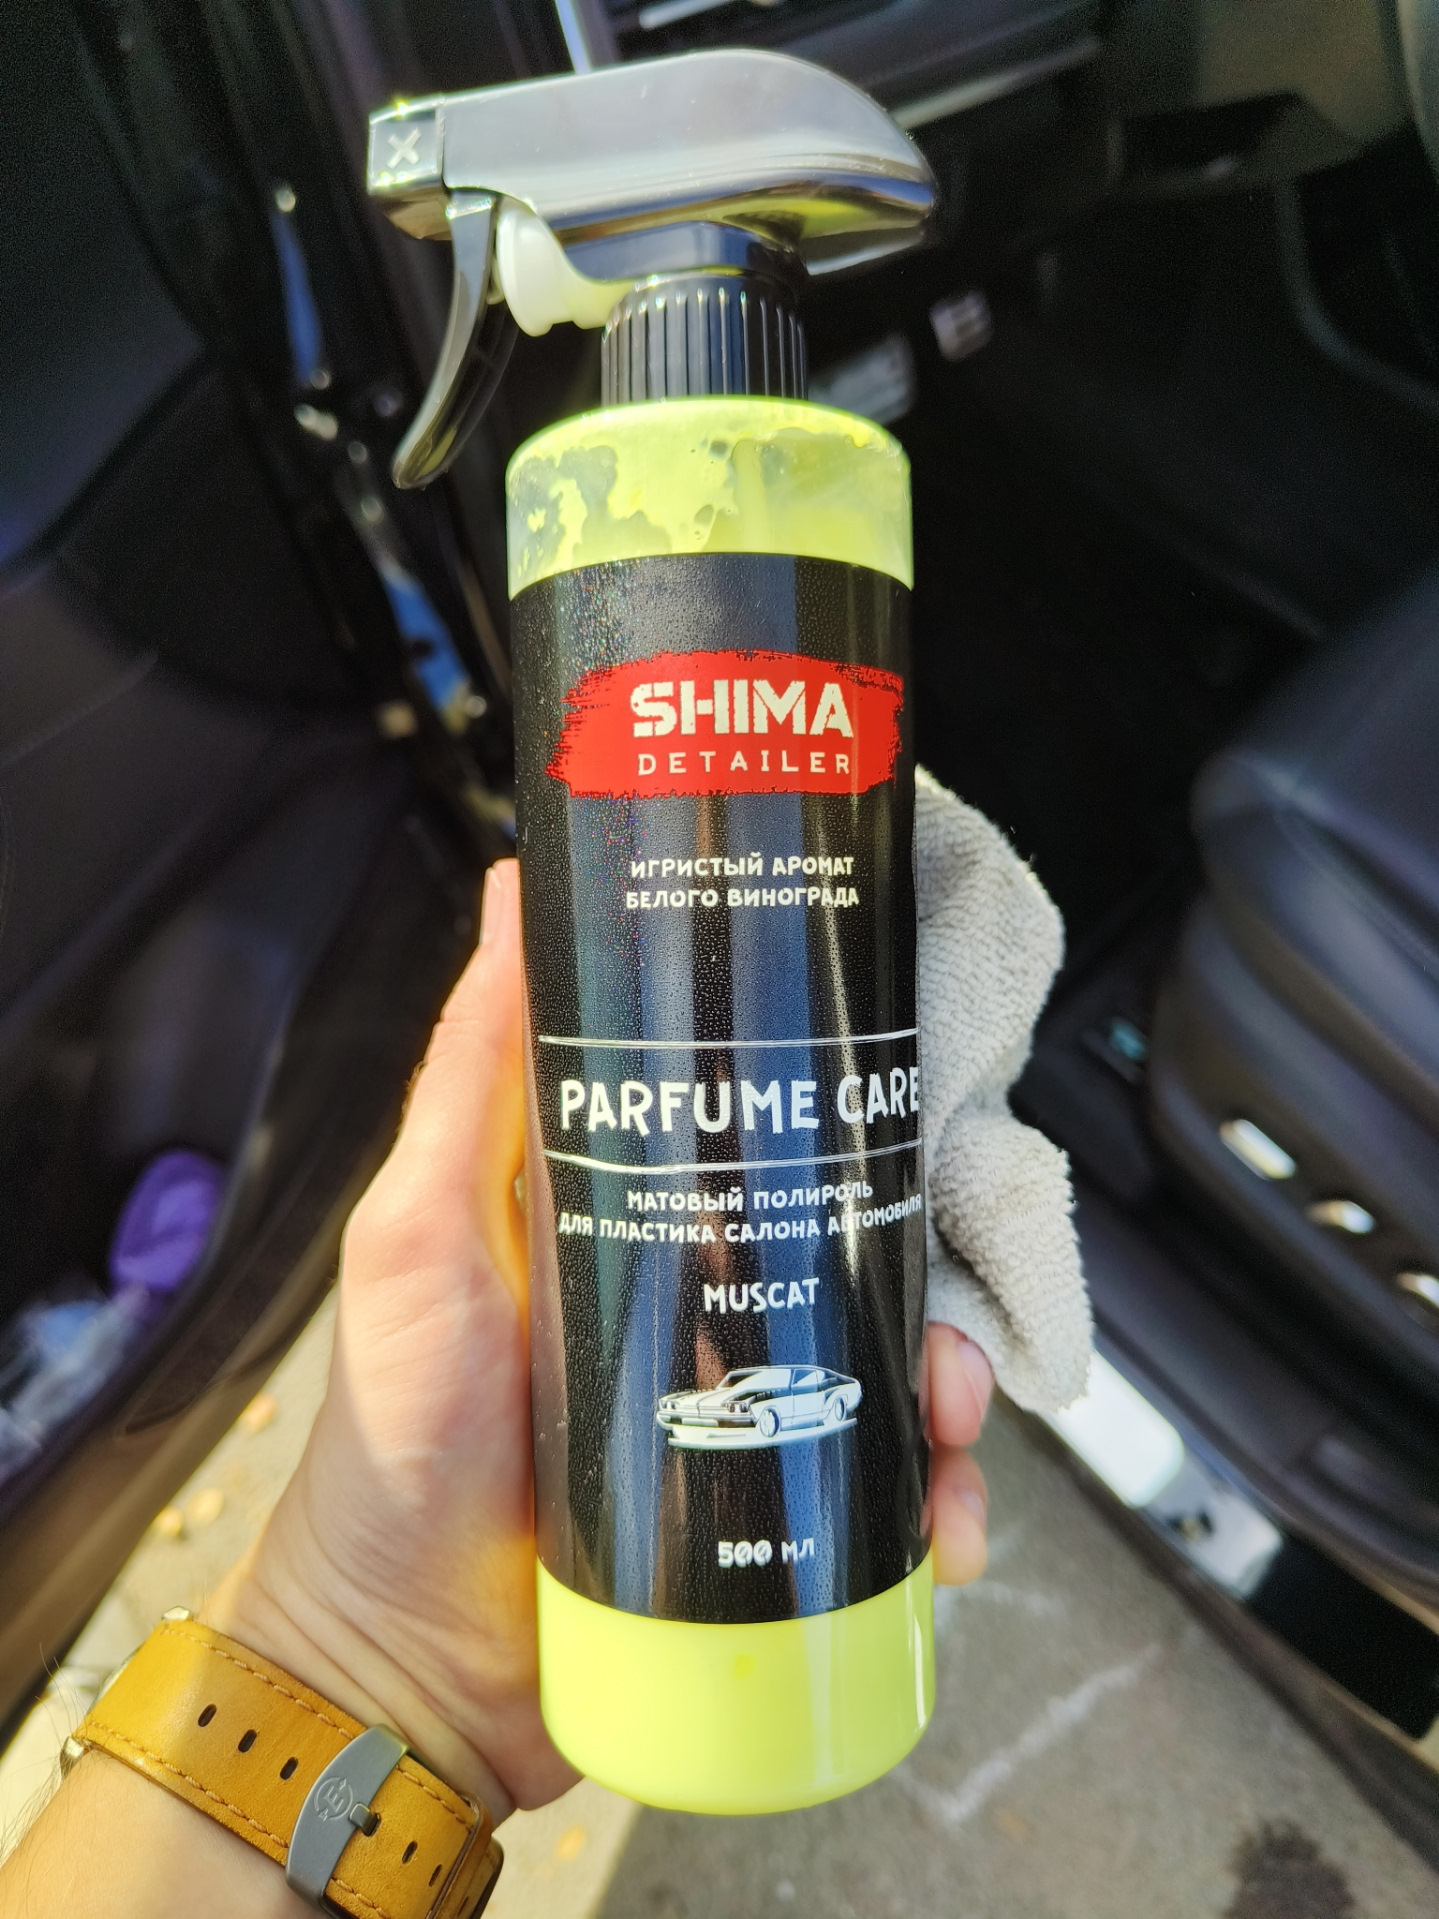 X
SHIMA
DETAILER
ИГРИСТЫЙ АРОМАТ
БЕЛОГО ВИНОГРАДА
PARFUME CARE
МАТОВЫЙ ПОЛИРОЛЬ
ДЛЯ ПЛАСТИКА САЛОНА АВТОМОБИЛЯ
MUSCAT
500 МЛ